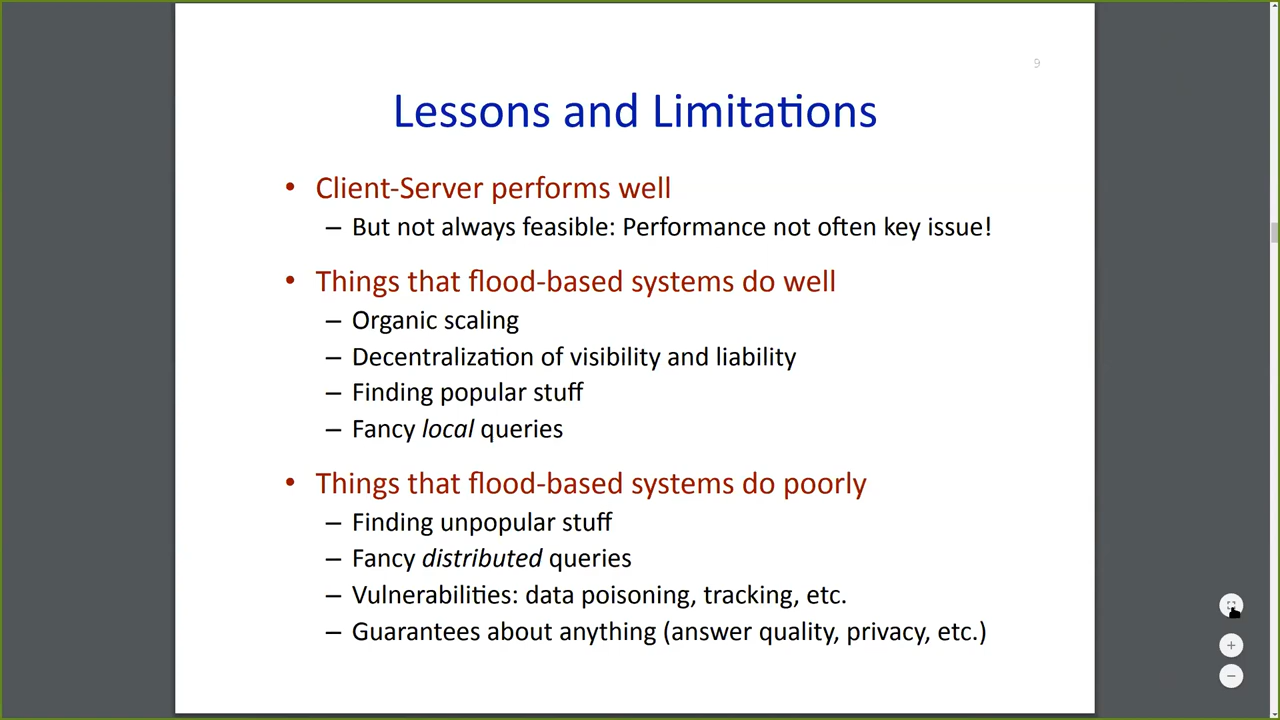 9
Lessons and Limitations
• Client-Server performs well
– But not always feasible: Performance not often key issue!
• Things that flood-based systems do well
– Organic scaling
– Decentralization of visibility and liability
– Finding popular stuff
– Fancy local queries
• Things that flood-based systems do poorly
– Finding unpopular stuff
– Fancy distributed queries
– Vulnerabilities: data poisoning, tracking, etc.
– Guarantees about anything (answer quality, privacy, etc.)